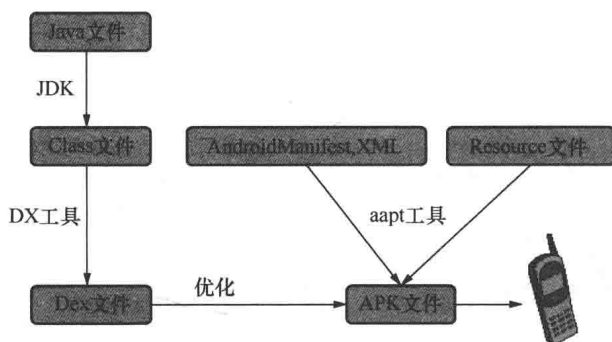 Java文件
JDK
Class文件
AndroidManifest,XML
Resource文件
DX工具
aapt工具
Dex文件
优化
APK文件